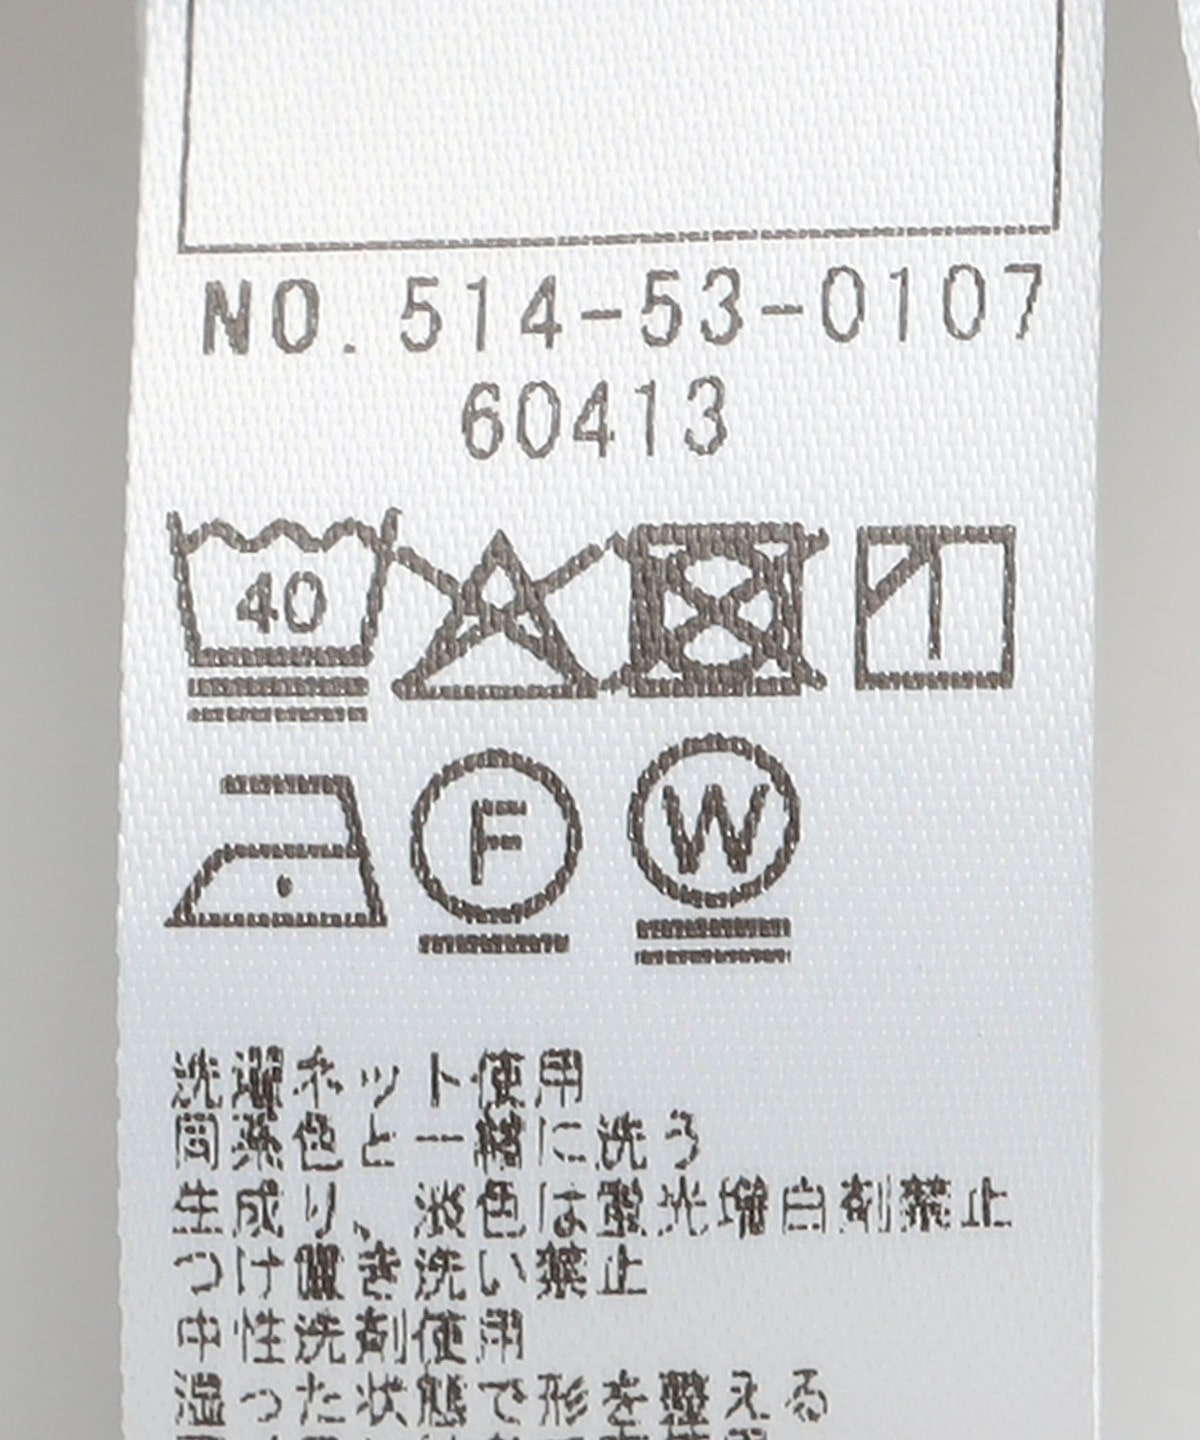 NO. 514-53-0107
60413
40
F
W
洗濯ネット使用
同系色と一緒に洗う
生成り、淡色は蛍光増白剤禁止
つけ置き洗い禁止
中性洗剤使用
湿った状態で形を整える